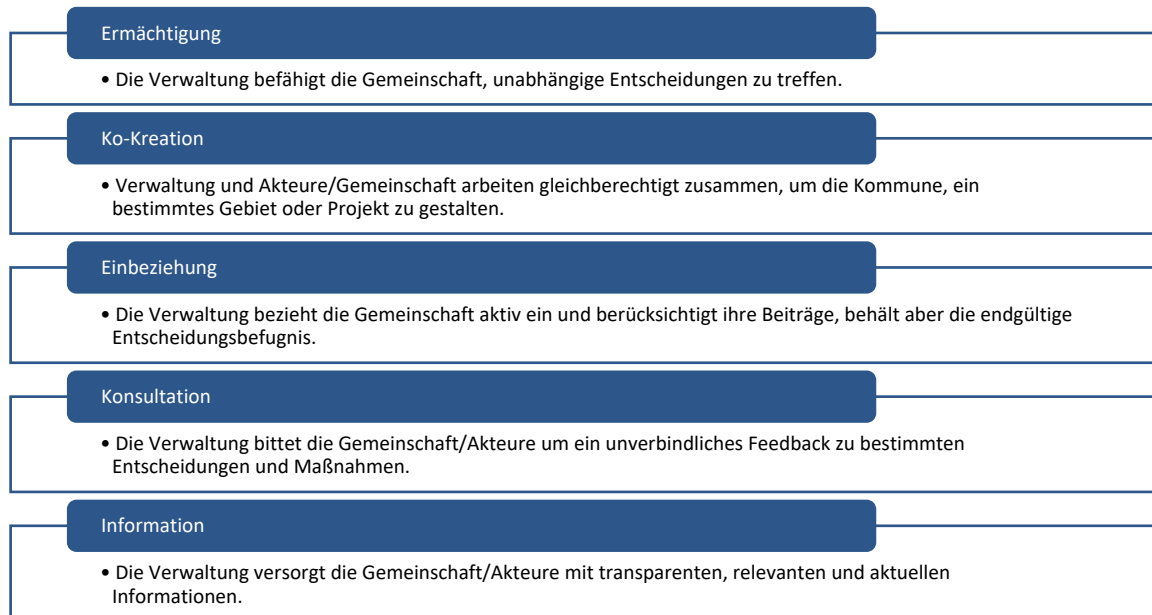 Ermächtigung
• Die Verwaltung befähigt die Gemeinschaft, unabhängige Entscheidungen zu treffen.
Ko-Kreation
• Verwaltung und Akteure/Gemeinschaft arbeiten gleichberechtigt zusammen, um die Kommune, ein
bestimmtes Gebiet oder Projekt zu gestalten.
Einbeziehung
• Die Verwaltung bezieht die Gemeinschaft aktiv ein und berücksichtigt ihre Beiträge, behält aber die endgültige
Entscheidungsbefugnis.
Konsultation
• Die Verwaltung bittet die Gemeinschaft/Akteure um ein unverbindliches Feedback zu bestimmten
Entscheidungen und Maßnahmen.
Information
• Die Verwaltung versorgt die Gemeinschaft/Akteure mit transparenten, relevanten und aktuellen
Informationen.